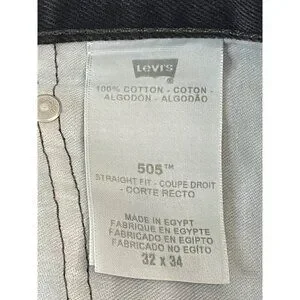 Levi's
100% COTTON - COTON -
ALGODON - ALGODÃO
505™
STRAIGHT FIT - COUPE DROIT
- CORTE RECTO
MADE IN EGYPT
FABRIQUE EN EGYPTE
FABRICADO EN EGIPTO
FABRICADO NO EGÍTO
32 x 34